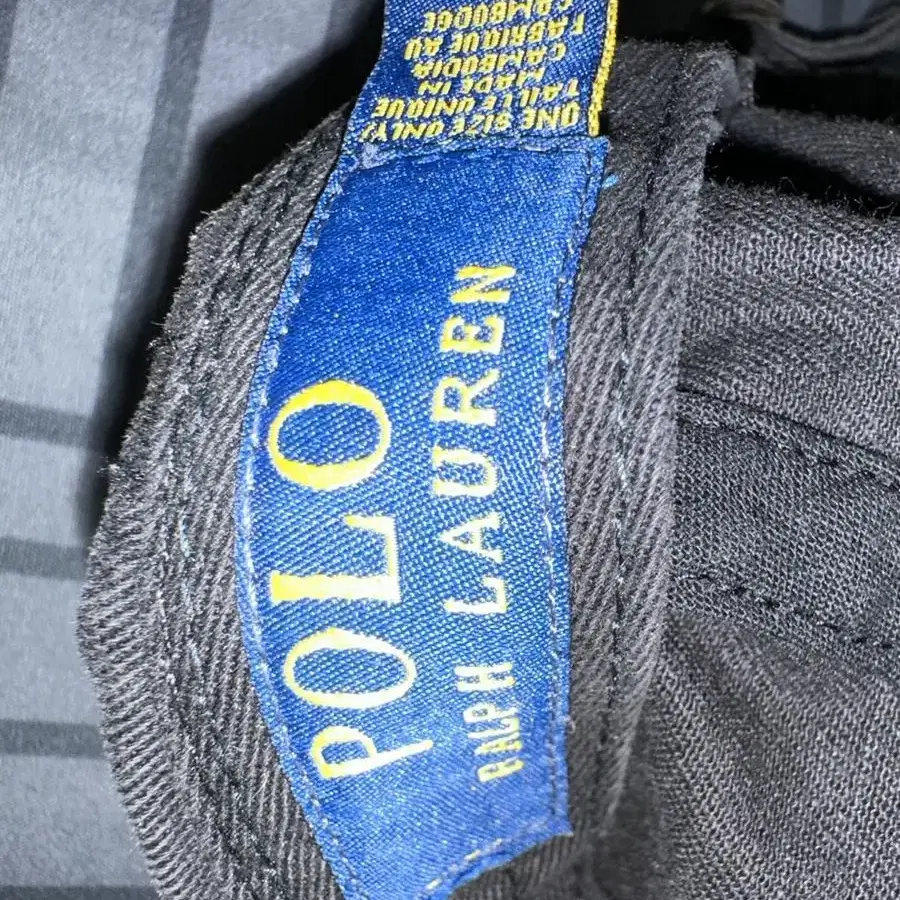 POLO
RALPH LAUREN
ONE SIZE ONLY/
TAILLE UNIQUE
MADE IN
CAMBODIA
FABRIQUE AU
CAMBODGE